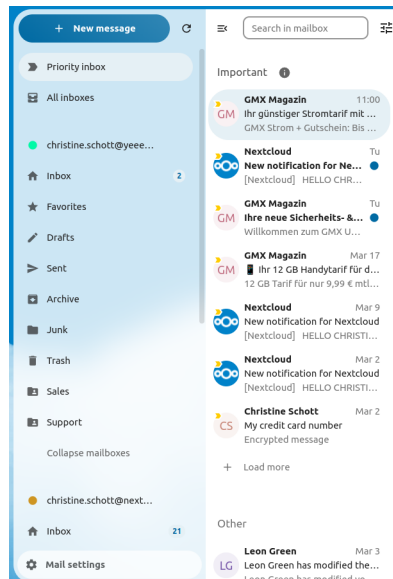 + New message
Priority inbox
All inboxes
christine.schott@yeee...
Inbox 2
Favorites
Drafts
Sent
Archive
Junk
Trash
Sales
Support
Collapse mailboxes
christine.schott@next...
Inbox 21
Mail settings
Search in mailbox
Important
GM
GMX Magazin 11:00
Ihr günstiger Stromtarif mit ...
GMX Strom + Gutschein: Bis ...
Nextcloud Tu
New notification for Ne...
[Nextcloud] HELLO CHR...
GM
GMX Magazin Tu
Ihre neue Sicherheits- &...
Willkommen zum GMX U...
GM
GMX Magazin Mar 17
Ihr 12 GB Handytarif für d...
12 GB Tarif für nur 9,99 € mtl...
Nextcloud Mar 9
New notification for Nextcloud
[Nextcloud] HELLO CHRISTI...
Nextcloud Mar 2
New notification for Nextcloud
[Nextcloud] HELLO CHRISTI...
CS
Christine Schott Mar 2
My credit card number
Encrypted message
+ Load more
Other
LG
Leon Green Mar 3
Leon Green has modified the...
Leon Green has modified